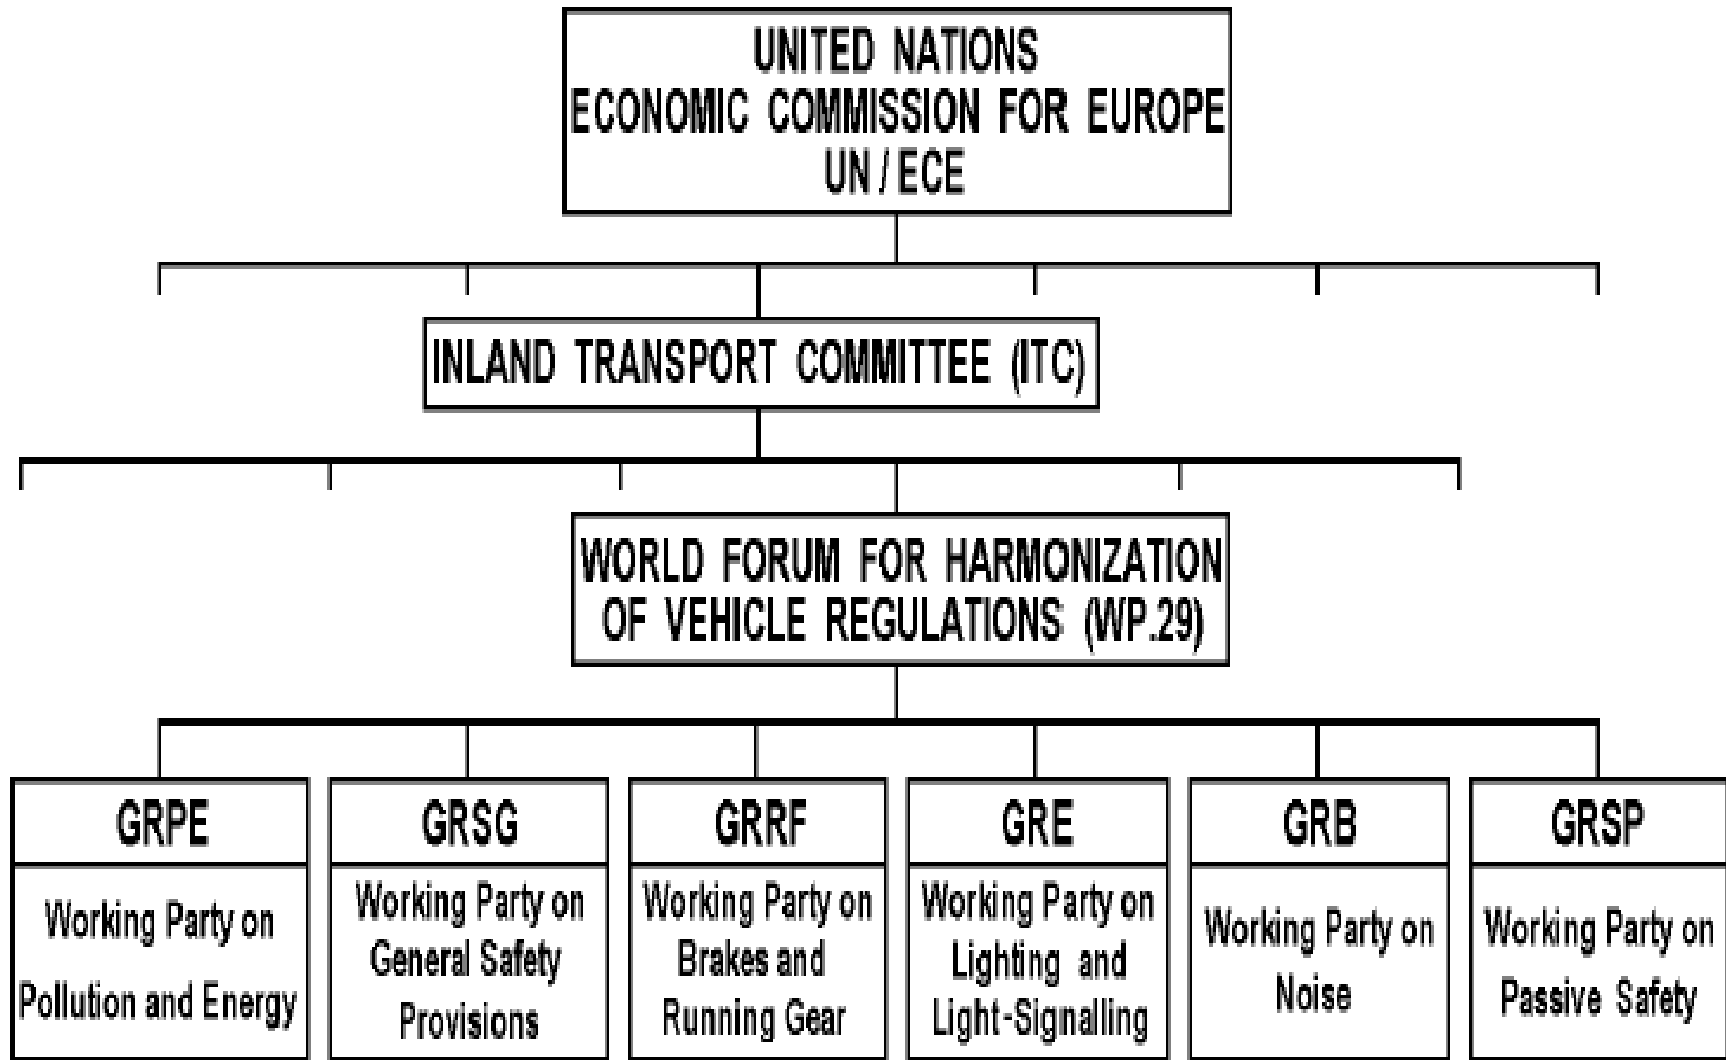 UNITED NATIONS
ECONOMIC COMMISSION FOR EUROPE
UN / ECE
INLAND TRANSPORT COMMITTEE (ITC)
WORLD FORUM FOR HARMONIZATION
OF VEHICLE REGULATIONS (WP.29)
GRPE
Working Party on
Pollution and Energy
GRSG
Working Party on
General Safety
Provisions
GRRF
Working Party on
Brakes and
Running Gear
GRE
Working Party on
Lighting and
Light-Signalling
GRB
Working Party on
Noise
GRSP
Working Party on
Passive Safety